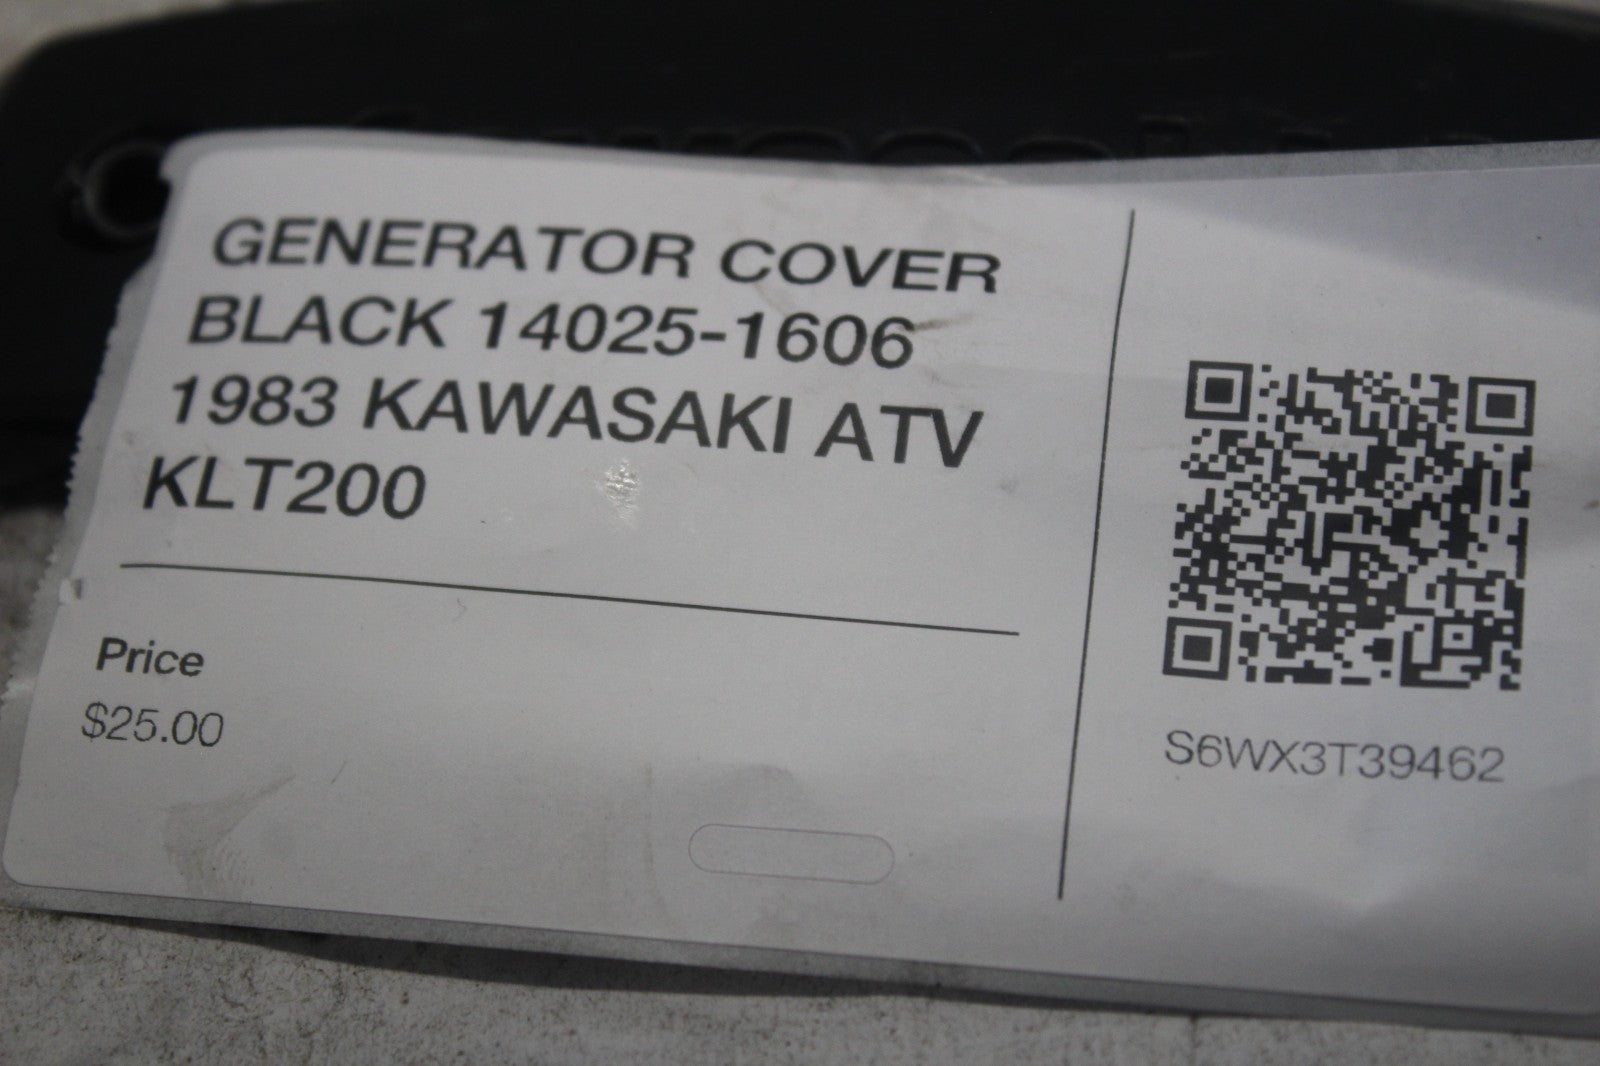 GENERATOR COVER
BLACK 14025-1606
1983 KAWASAKI ATV
KLT200
Price
$25.00
S6WX3T39462